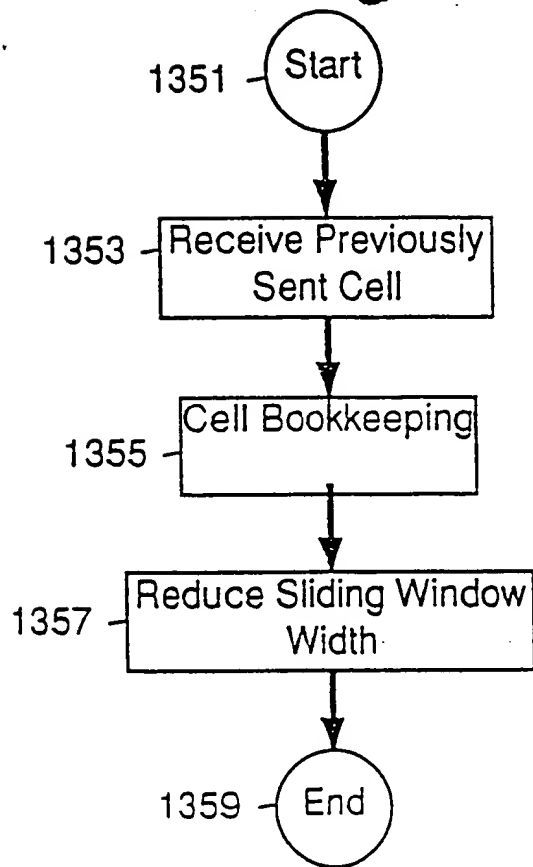 1351
Start
1353
Receive Previously
Sent Cell
1355
Cell Bookkeeping
1357
Reduce Sliding Window
Width
1359
End